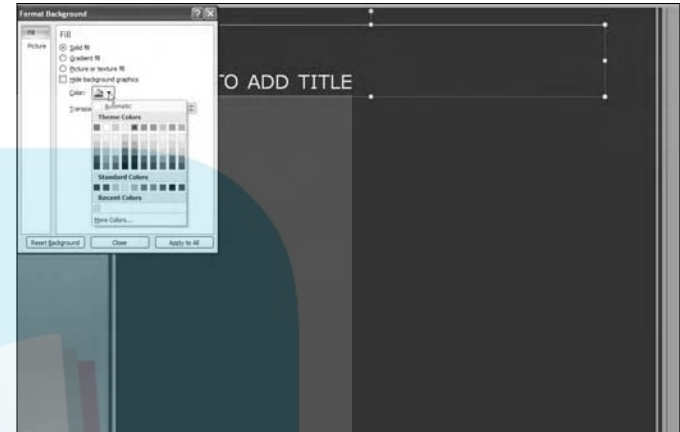 Format Background
Fill
Fill
Picture
Solid fill
Gradient fill
Picture or texture fill
Hide background graphics
Color:
TO ADD TITLE
Automatic
Theme Colors
Standard Colors
Recent Colors
More Colors...
Reset Background
Close
Apply to All